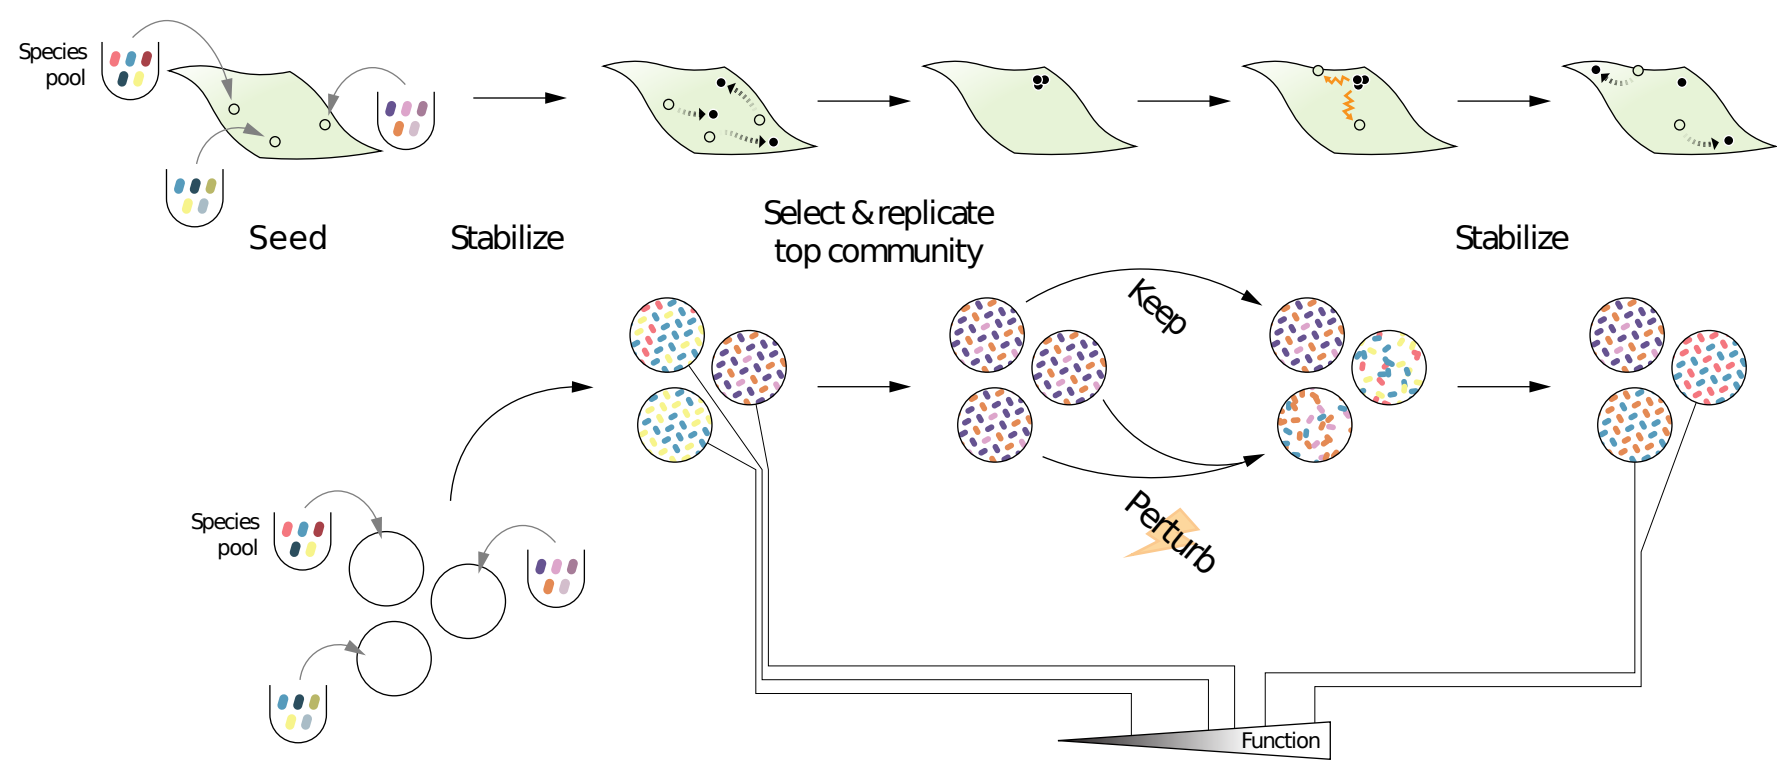 Species
pool
Seed
Stabilize
Select & replicate
top community
Stabilize
Keep
Species
pool
Perturb
Function